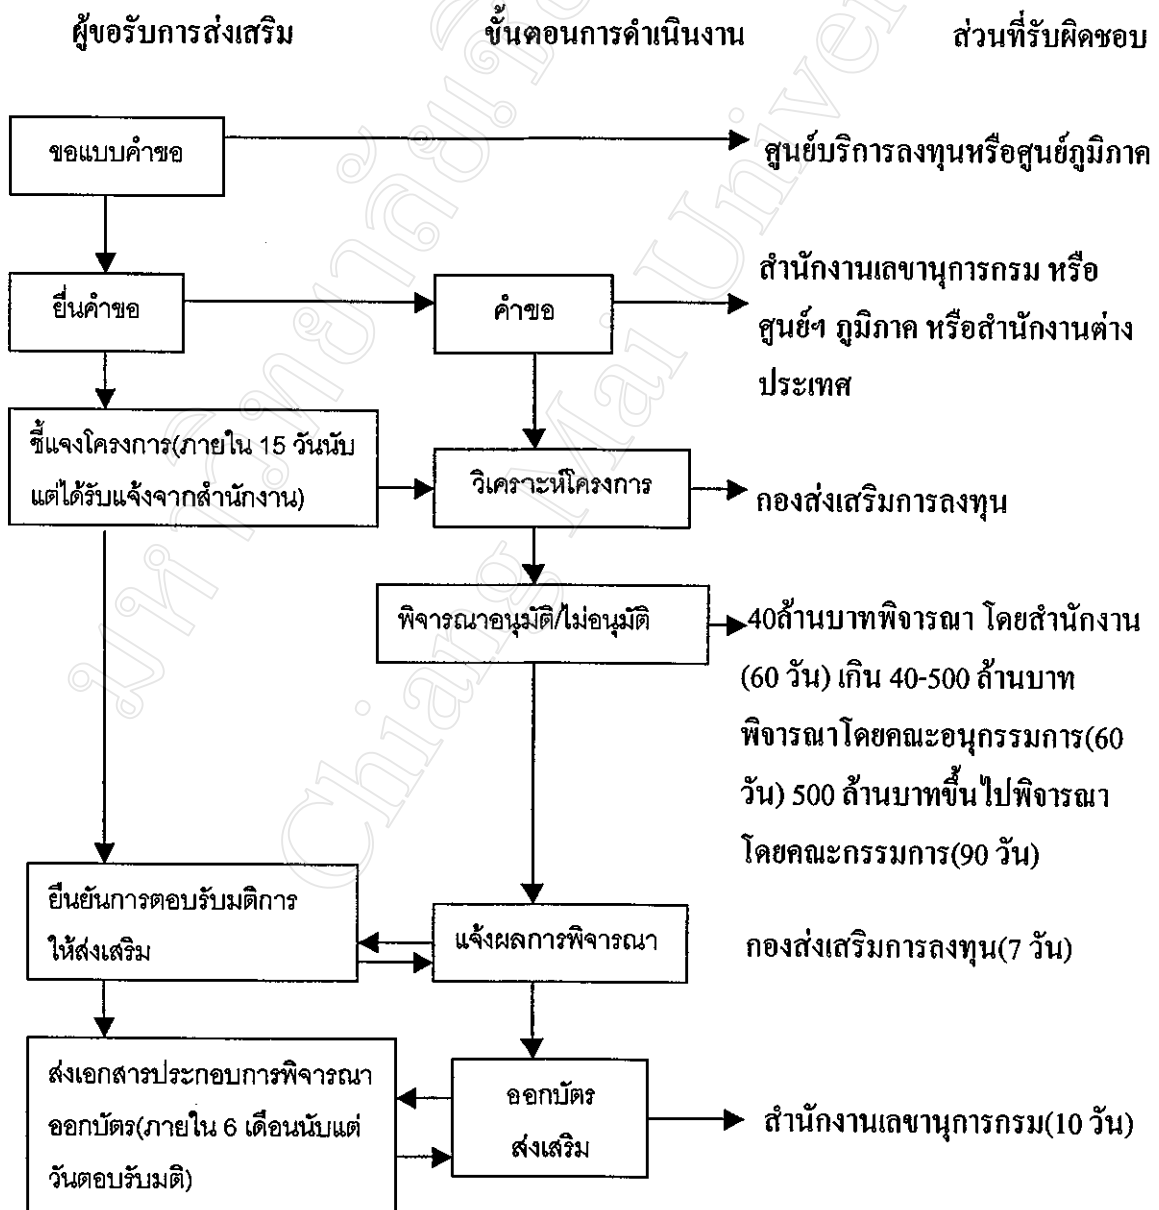 ผู้ขอรับการส่งเสริม
ขั้นตอนการดำเนินงาน
ส่วนที่รับผิดชอบ
ขอแบบคำขอ
ศูนย์บริการลงทุนหรือศูนย์ภูมิภาค
ยื่นคำขอ
คำขอ
สำนักงานเลขานุการกรม หรือ
ศูนย์ฯ ภูมิภาค หรือสำนักงานต่าง
ประเทศ
ชี้แจงโครงการ(ภายใน 15 วันนับ
แต่ได้รับแจ้งจากสำนักงาน)
วิเคราะห์โครงการ
กองส่งเสริมการลงทุน
พิจารณาอนุมัติ/ไม่อนุมัติ
40ล้านบาทพิจารณา โดยสำนักงาน
(60 วัน) เกิน 40-500 ล้านบาท
พิจารณาโดยคณะอนุกรรมการ(60
วัน) 500 ล้านบาทขึ้นไปพิจารณา
โดยคณะกรรมการ(90 วัน)
ยืนยันการตอบรับมติการ
ให้ส่งเสริม
แจ้งผลการพิจารณา
กองส่งเสริมการลงทุน(7 วัน)
ส่งเอกสารประกอบการพิจารณา
ออกบัตร(ภายใน 6 เดือนนับแต่
วันตอบรับมติ)
ออกบัตร
ส่งเสริม
สำนักงานเลขานุการกรม(10 วัน)
มหาวิทยาลัยเชี
Chiang Mai Univer